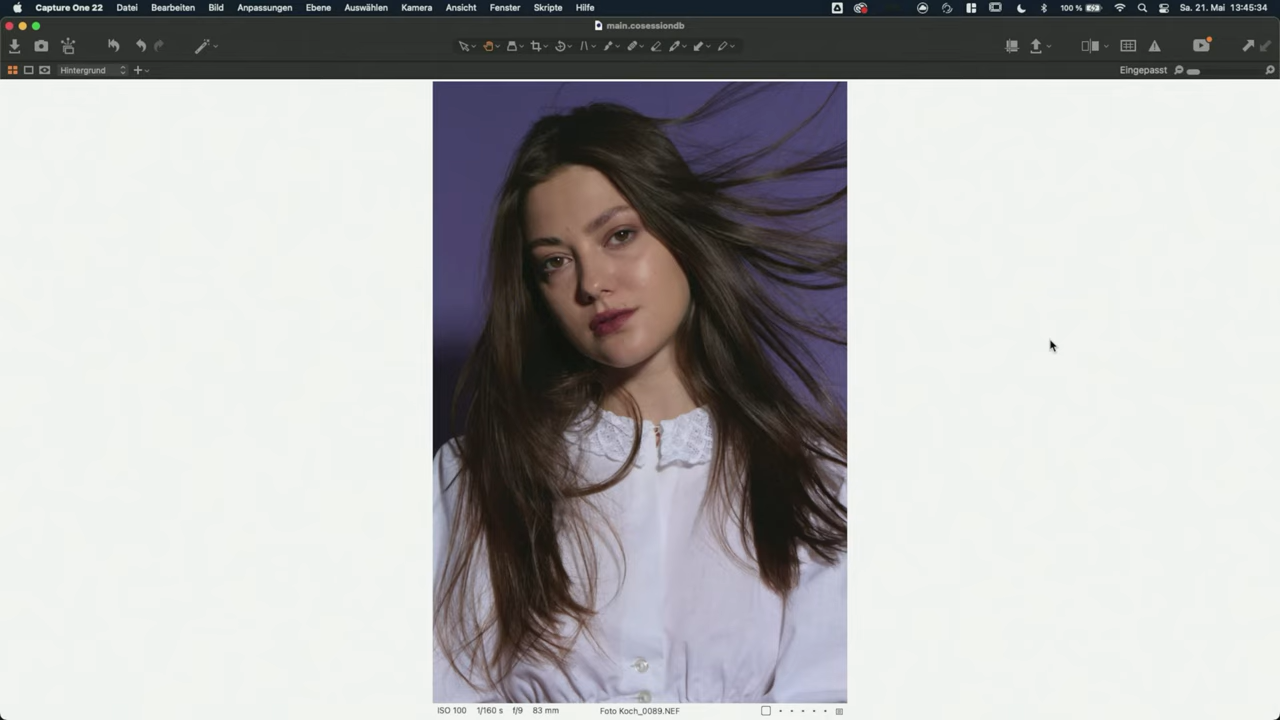 Capture One 22 Datei Bearbeiten Bild Anpassungen Ebene Auswählen Kamera Ansicht Fenster Skripte Hilfe 100 % Sa. 21. Mai 13:45:34
main.cosessiondb
Hintergrund Eingepasst
ISO 100 1/160 s f/9 83 mm Foto Koch_0089.NEF